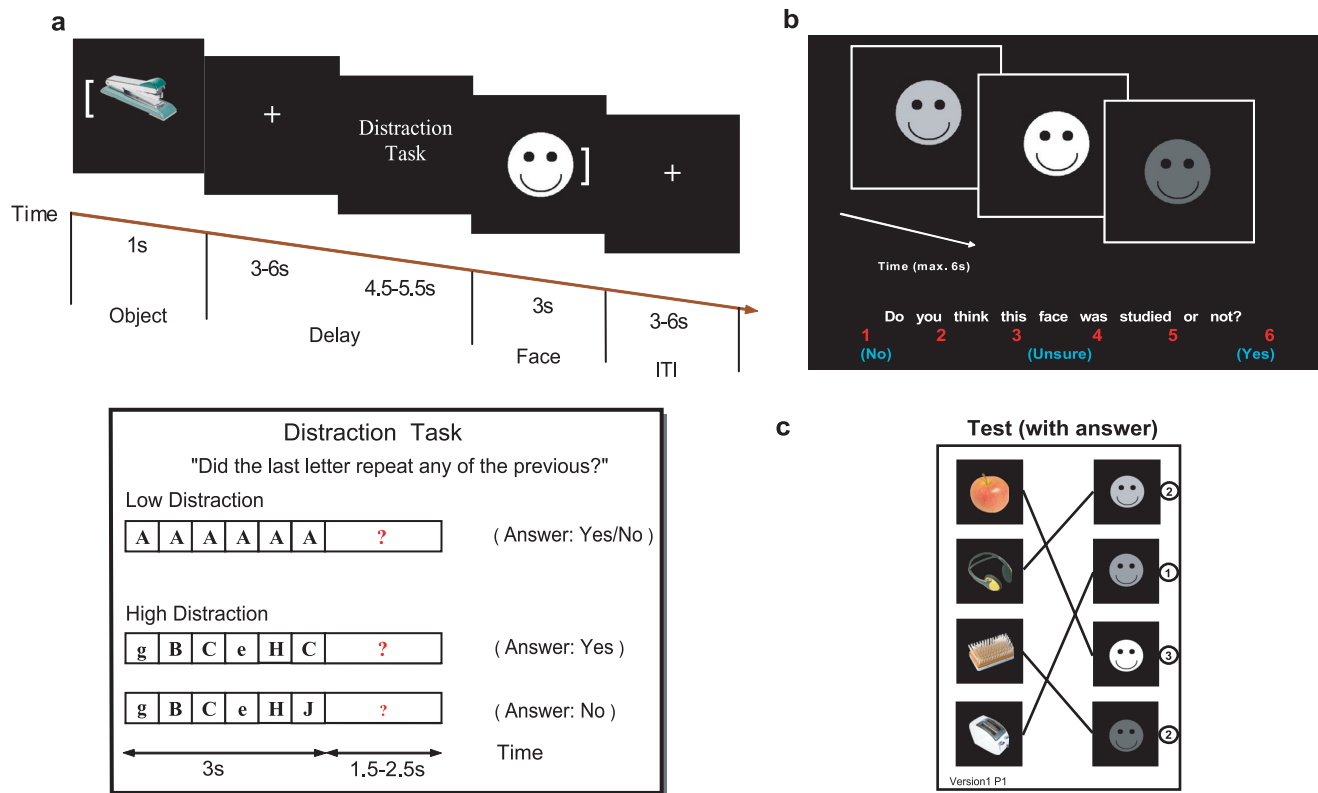 a
[
+
Distraction
Task
]
+
Time
1s
3-6s
4.5-5.5s
3s
3-6s
Object
Delay
Face
ITI
Distraction Task
"Did the last letter repeat any of the previous?"
Low Distraction
A A A A A A ? ( Answer: Yes/No )
High Distraction
g B C e H C ? ( Answer: Yes )
g B C e H J ? ( Answer: No )
3s 1.5-2.5s Time
b
Time (max. 6s)
Do you think this face was studied or not?
1 2 3 4 5 6
(No) (Unsure) (Yes)
c
Test (with answer)
2
1
3
2
Version1 P1